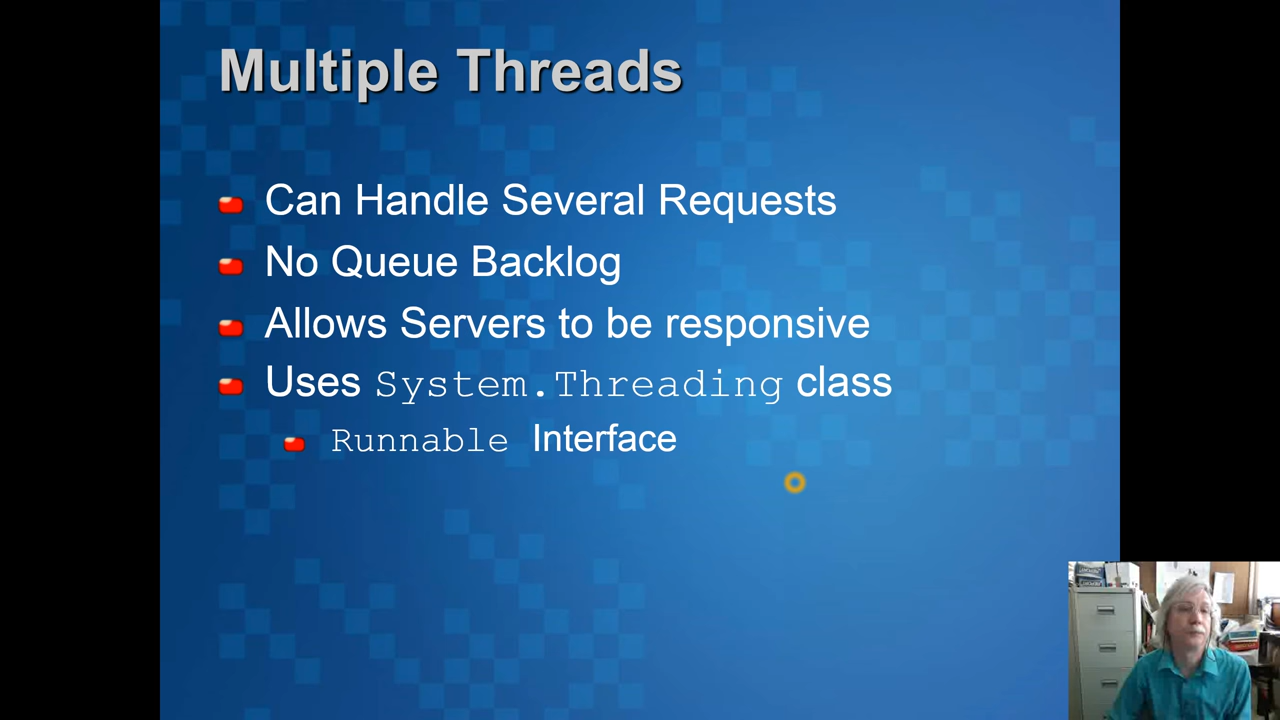 Multiple Threads
Can Handle Several Requests
No Queue Backlog
Allows Servers to be responsive
Uses System.Threading class
Runnable Interface